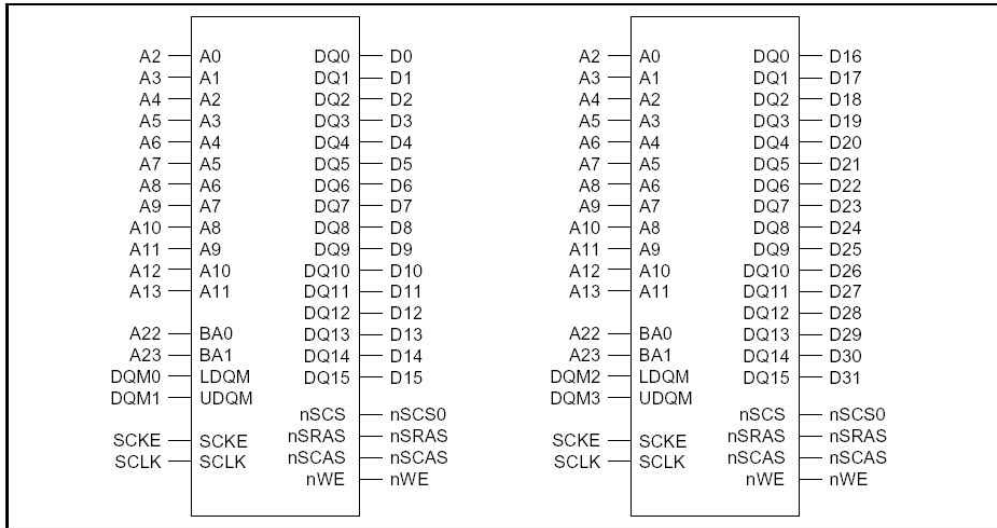 A2 A0 DQ0 D0 A2 A0 DQ0 D16
A3 A1 DQ1 D1 A3 A1 DQ1 D17
A4 A2 DQ2 D2 A4 A2 DQ2 D18
A5 A3 DQ3 D3 A5 A3 DQ3 D19
A6 A4 DQ4 D4 A6 A4 DQ4 D20
A7 A5 DQ5 D5 A7 A5 DQ5 D21
A8 A6 DQ6 D6 A8 A6 DQ6 D22
A9 A7 DQ7 D7 A9 A7 DQ7 D23
A10 A8 DQ8 D8 A10 A8 DQ8 D24
A11 A9 DQ9 D9 A11 A9 DQ9 D25
A12 A10 DQ10 D10 A12 A10 DQ10 D26
A13 A11 DQ11 D11 A13 A11 DQ11 D27
DQ12 D12 DQ12 D28
A22 BA0 DQ13 D13 A22 BA0 DQ13 D29
A23 BA1 DQ14 D14 A23 BA1 DQ14 D30
DQM0 LDQM DQ15 D15 DQM2 LDQM DQ15 D31
DQM1 UDQM DQM3 UDQM
nSCS nSCS0 nSCS nSCS0
SCKE SCKE nSRAS nSRAS SCKE SCKE nSRAS nSRAS
SCLK SCLK nSCAS nSCAS SCLK SCLK nSCAS nSCAS
nWE nWE nWE nWE